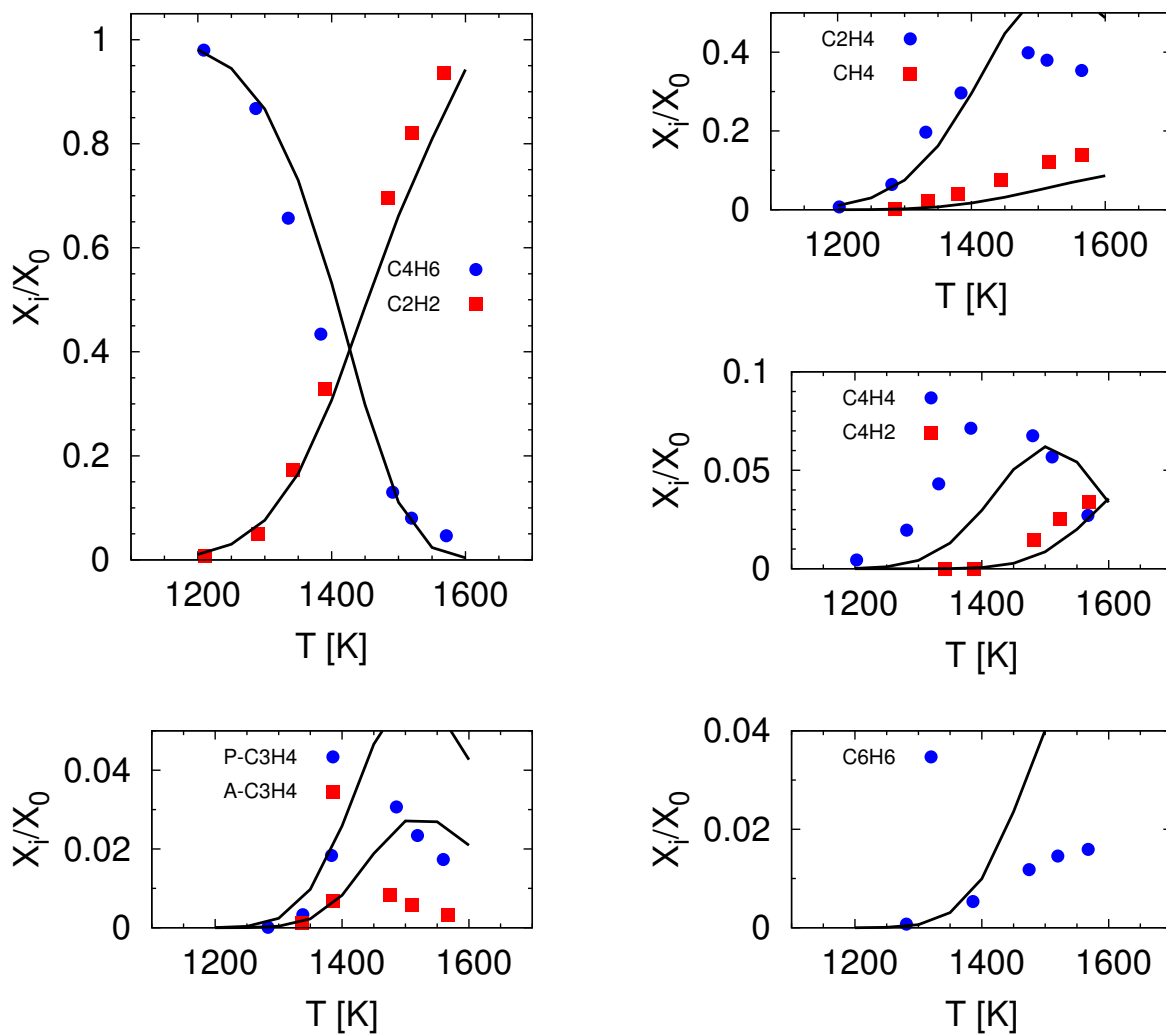 X_i/X_0
1
0.8
0.6
0.4
0.2
0
C4H6
C2H2
1200 1400 1600
T [K]
X_i/X_0
0.4
0.2
0
C2H4
CH4
1200 1400 1600
T [K]
X_i/X_0
0.1
0.05
0
C4H4
C4H2
1200 1400 1600
T [K]
X_i/X_0
0.04
0.02
0
P-C3H4
A-C3H4
1200 1400 1600
T [K]
X_i/X_0
0.04
0.02
0
C6H6
1200 1400 1600
T [K]